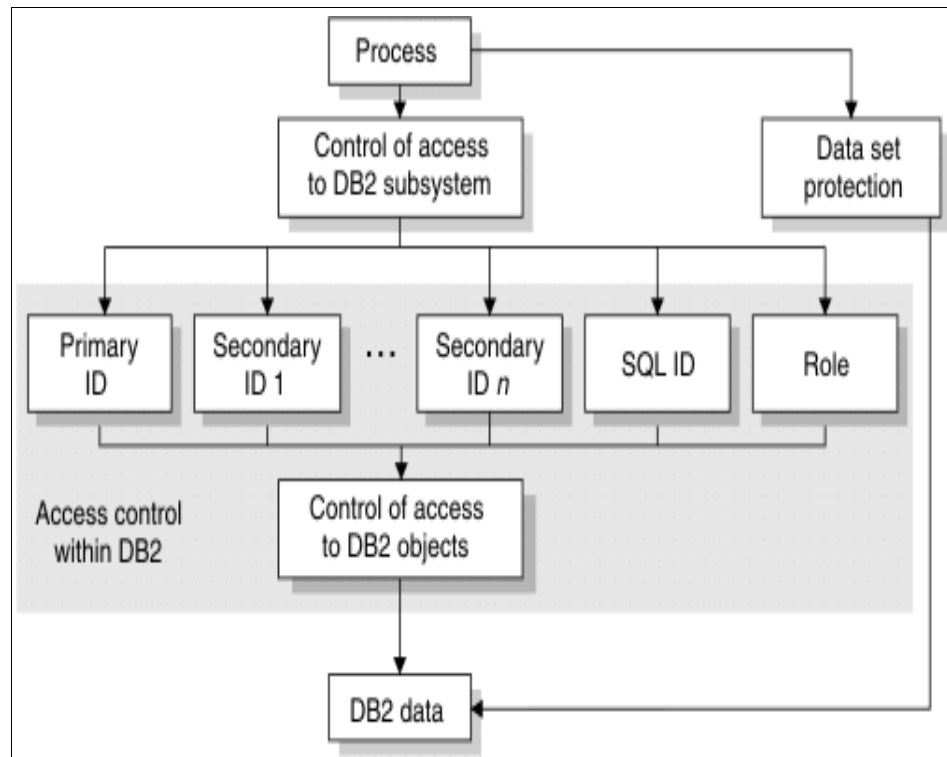 Process
Control of access
to DB2 subsystem
Data set
protection
Primary
ID
Secondary
ID 1
...
Secondary
ID n
SQL ID
Role
Access control
within DB2
Control of access
to DB2 objects
DB2 data